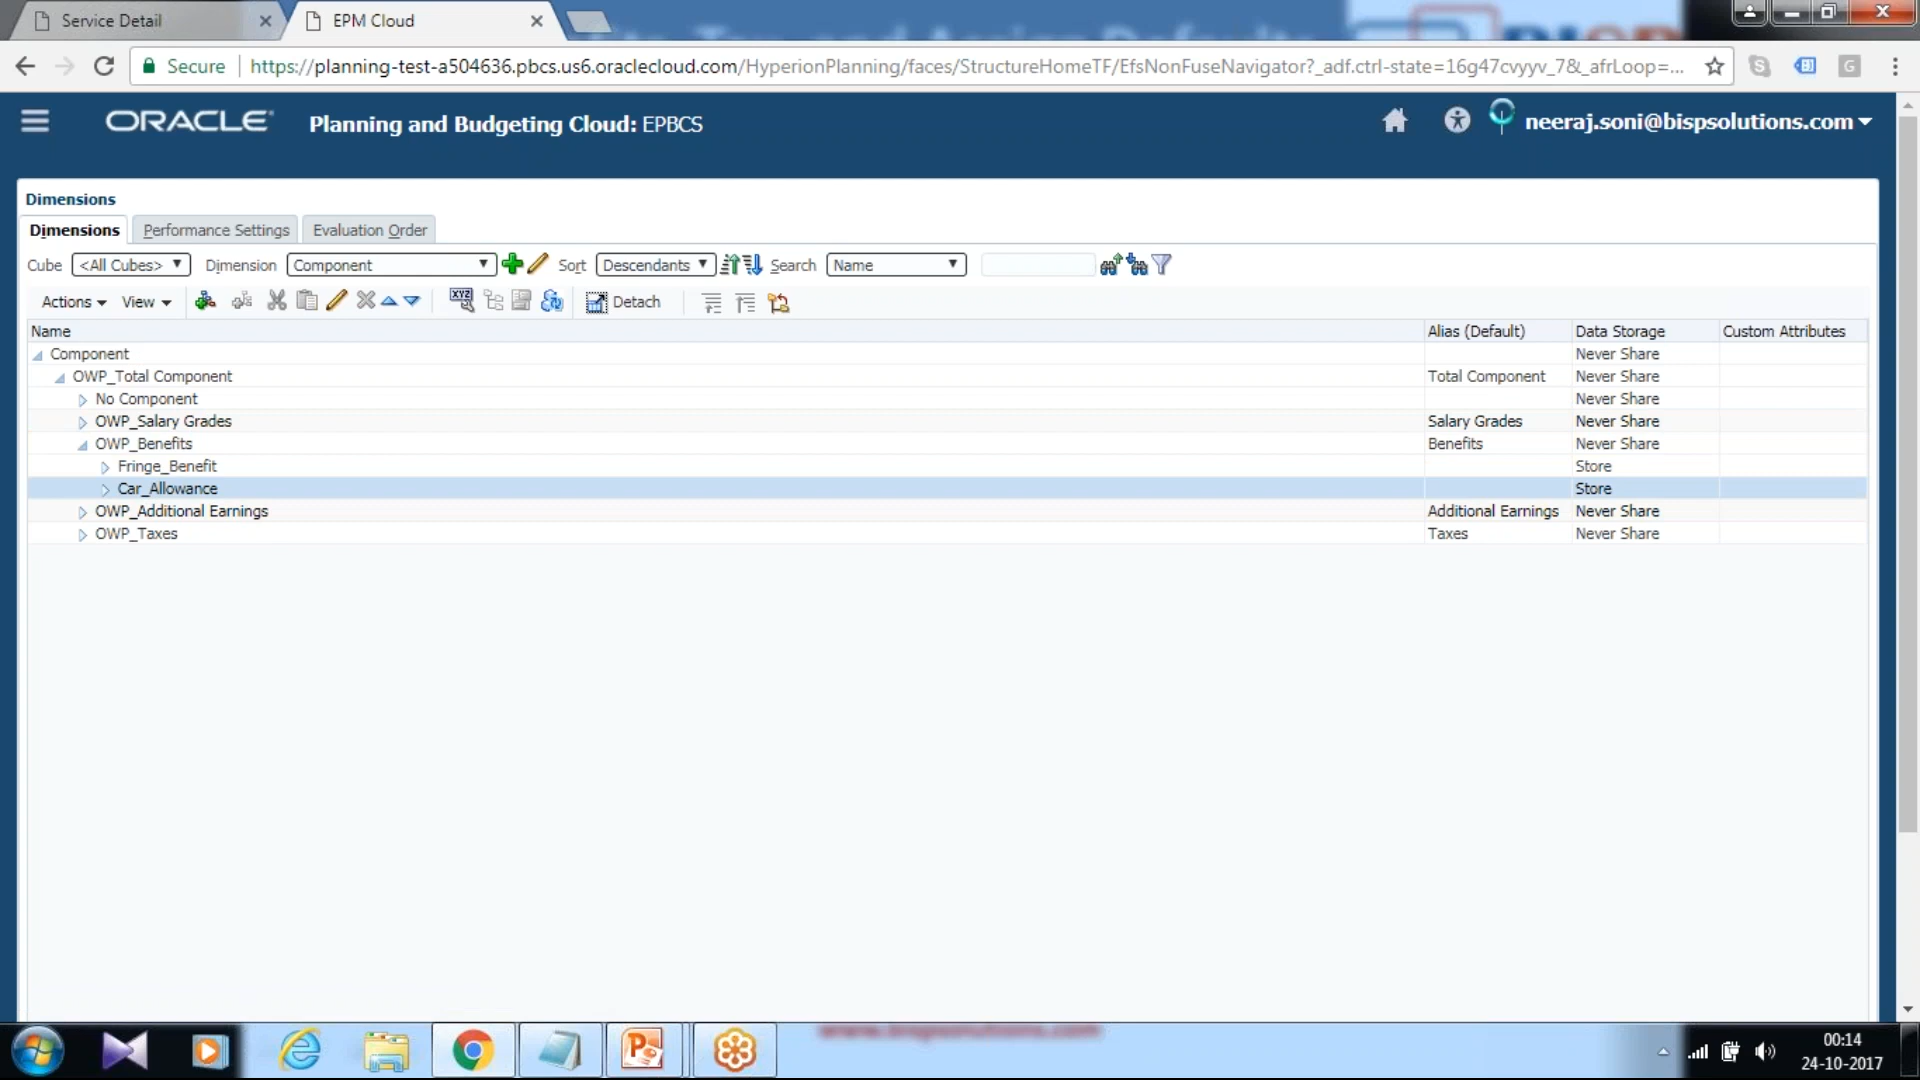 Service Detail
EPM Cloud
Secure
https://planning-test-a504636.pbcs.us6.oraclecloud.com/HyperionPlanning/faces/StructureHomeTF/EfsNonFuseNavigator?_adf.ctrl-state=16g47cvyyv_7&_afrLoop=...
ORACLE Planning and Budgeting Cloud: EPBCS
neeraj.soni@bispsolutions.com
Dimensions
Dimensions Performance Settings Evaluation Order
Cube <All Cubes> Dimension Component Sort Descendants Search Name
Actions View XYZ Detach
Name Alias (Default) Data Storage Custom Attributes
Component Never Share
OWP_Total Component Total Component Never Share
No Component Never Share
OWP_Salary Grades Salary Grades Never Share
OWP_Benefits Benefits Never Share
Fringe_Benefit Store
Car_Allowance Store
OWP_Additional Earnings Additional Earnings Never Share
OWP_Taxes Taxes Never Share
www.bispsolutions.com
00:14
24-10-2017